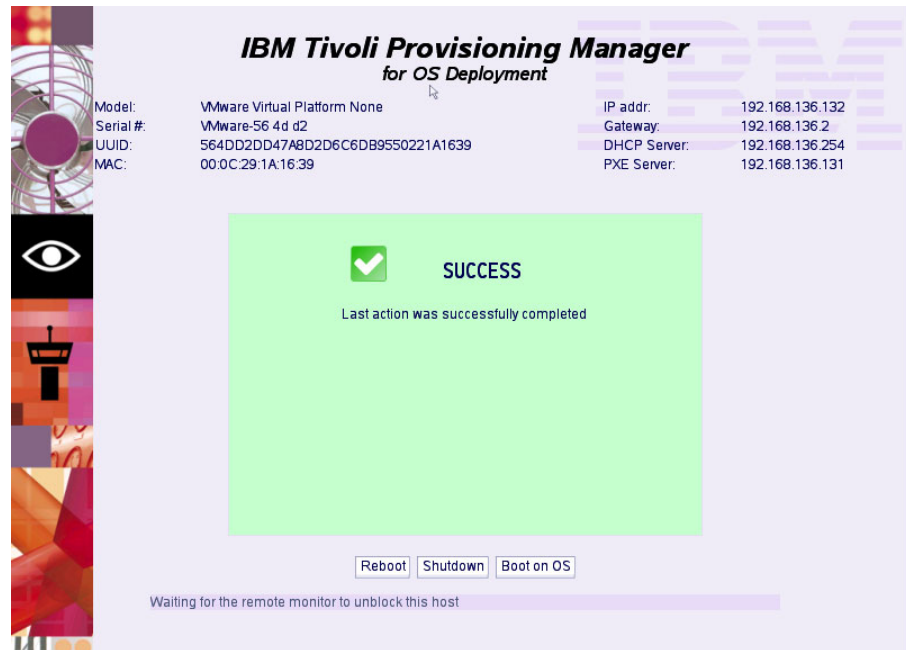 IBM Tivoli Provisioning Manager
for OS Deployment
Model: VMware Virtual Platform None IP addr: 192.168.136.132
Serial #: VMware-56 4d d2 Gateway: 192.168.136.2
UUID: 564DD2DD47A8D2D6C6DB9550221A1639 DHCP Server: 192.168.136.254
MAC: 00:0C:29:1A:16:39 PXE Server: 192.168.136.131
SUCCESS
Last action was successfully completed
Reboot Shutdown Boot on OS
Waiting for the remote monitor to unblock this host